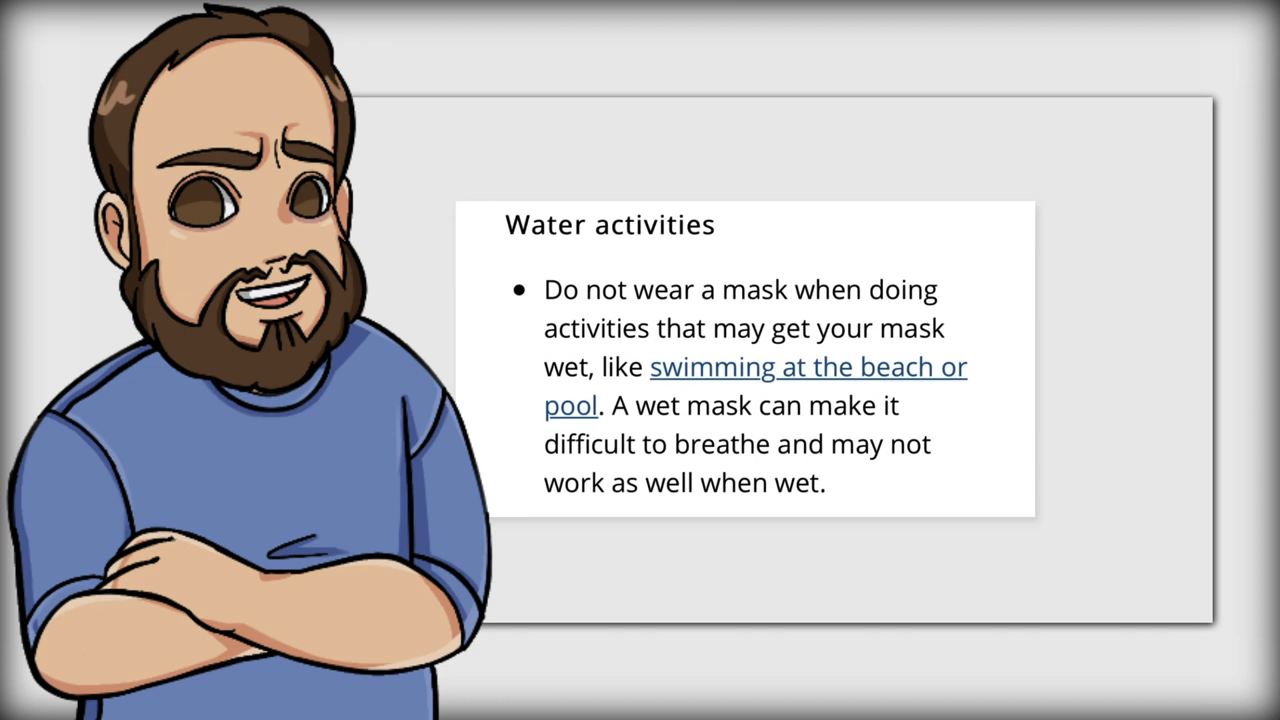 Water activities
• Do not wear a mask when doing
activities that may get your mask
wet, like swimming at the beach or
pool. A wet mask can make it
difficult to breathe and may not
work as well when wet.